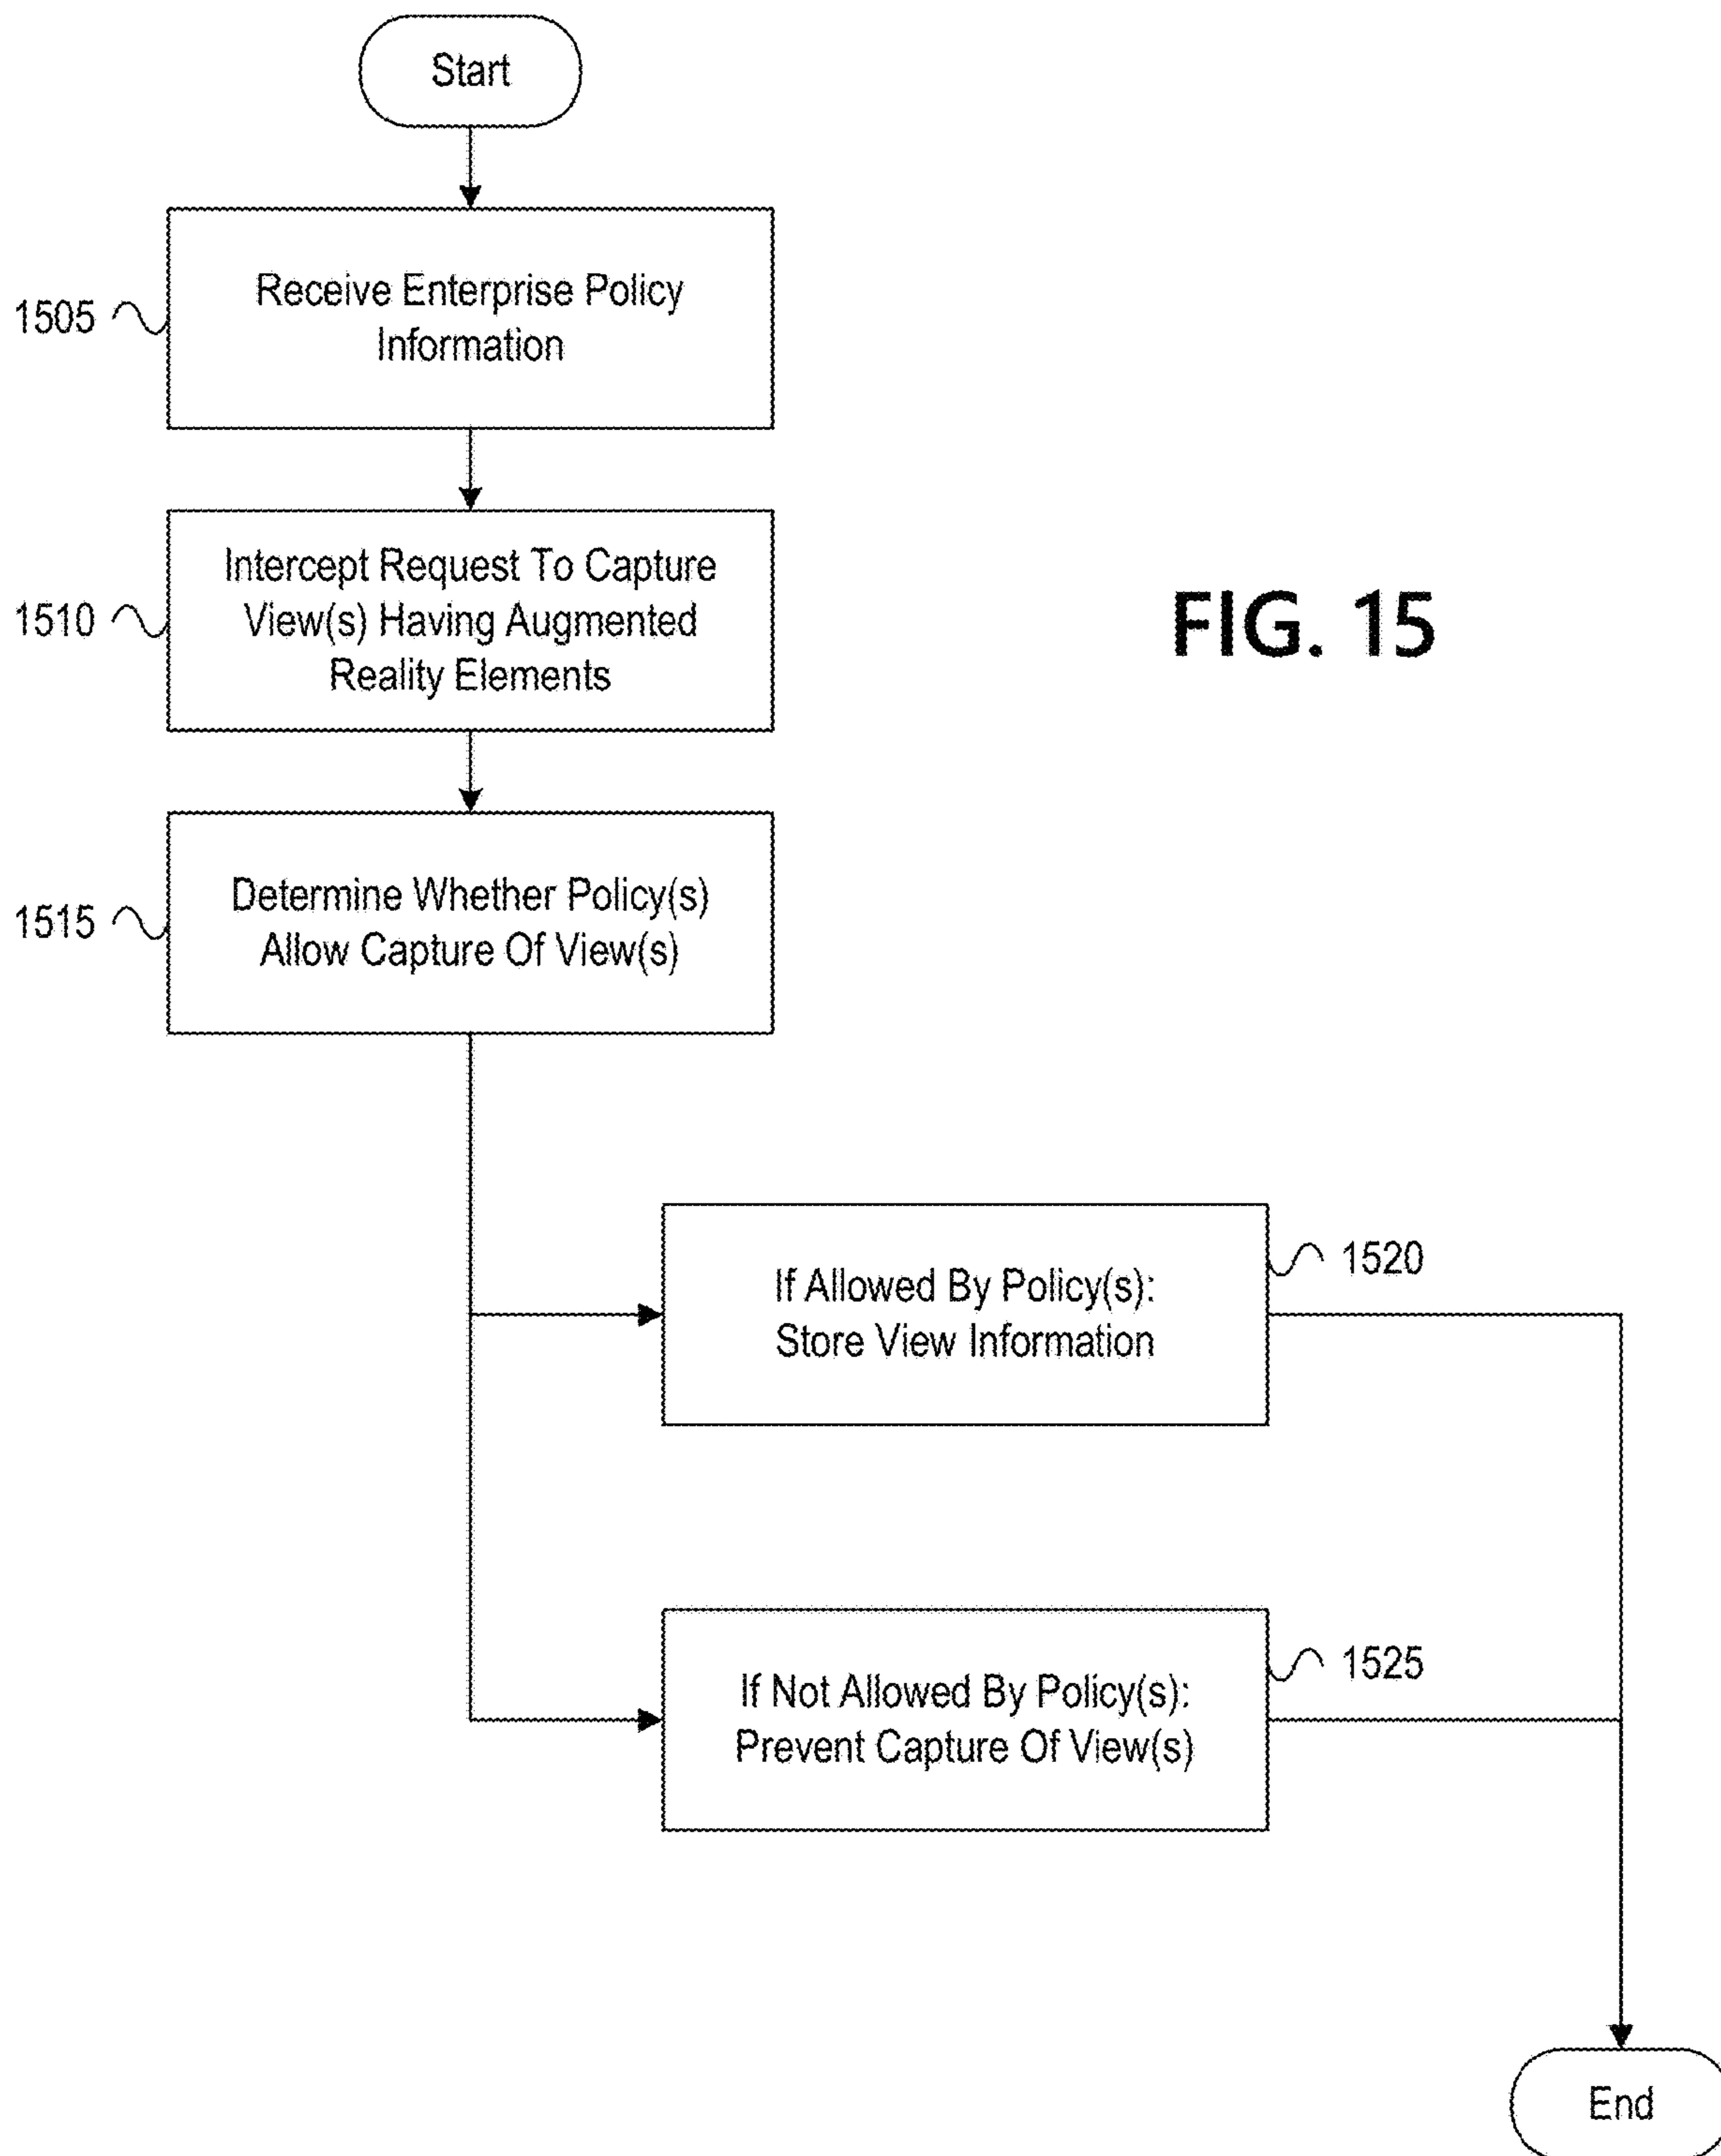 Start
1505
Receive Enterprise Policy
Information
1510
Intercept Request To Capture
View(s) Having Augmented
Reality Elements
FIG. 15
1515
Determine Whether Policy(s)
Allow Capture Of View(s)
If Allowed By Policy(s):
Store View Information
1520
If Not Allowed By Policy(s):
Prevent Capture Of View(s)
1525
End